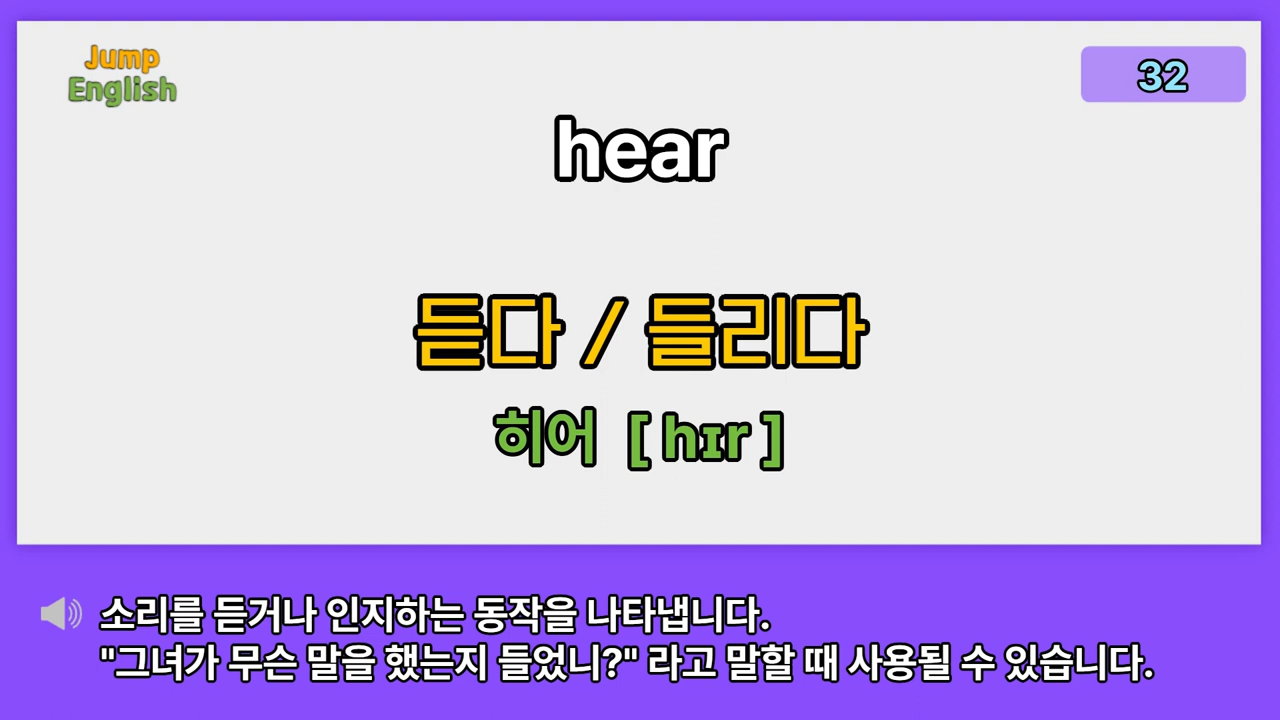 Jump
English
32
hear
듣다 / 들리다
히어 [ hɪr ]
소리를 듣거나 인지하는 동작을 나타냅니다.
"그녀가 무슨 말을 했는지 들었니?" 라고 말할 때 사용될 수 있습니다.